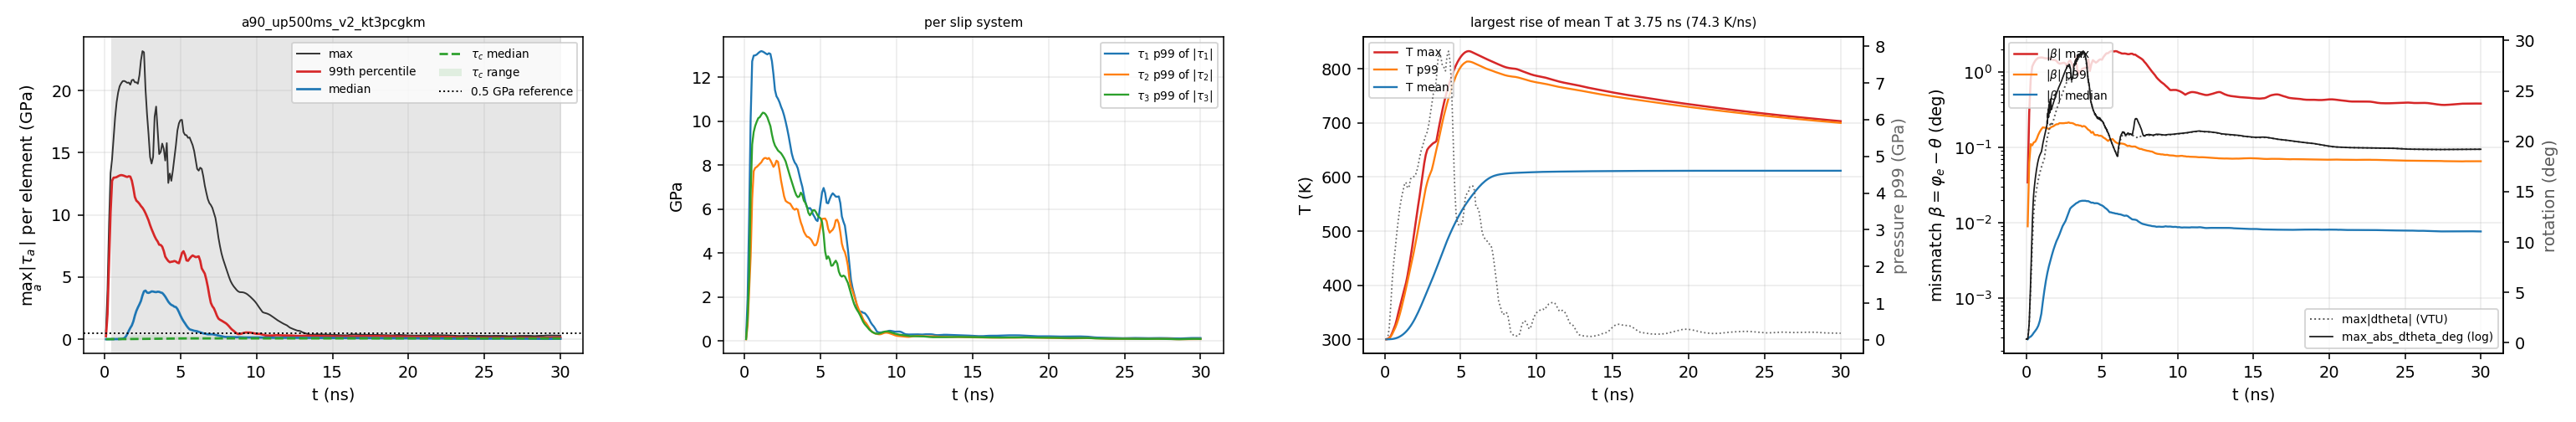 a90_up500ms_v2_kt3pcgkm
max
99th percentile
median
τc median
τc range
0.5 GPa reference
max a |τa| per element (GPa)
20
15
10
5
0
0 5 10 15 20 25 30
t (ns)
per slip system
τ1 p99 of |τ1|
τ2 p99 of |τ2|
τ3 p99 of |τ3|
GPa
12
10
8
6
4
2
0
0 5 10 15 20 25 30
t (ns)
largest rise of mean T at 3.75 ns (74.3 K/ns)
T max
T p99
T mean
T (K)
800
700
600
500
400
300
0 5 10 15 20 25 30
t (ns)
8
7
6
5
4
3
2
1
0
pressure p99 (GPa)
|β| max
|β| p99
|β| median
mismatch β = φe − θ (deg)
10⁰
10⁻¹
10⁻²
10⁻³
max|dtheta| (VTU)
max_abs_dtheta_deg (log)
0 5 10 15 20 25 30
t (ns)
30
25
20
15
10
5
0
rotation (deg)